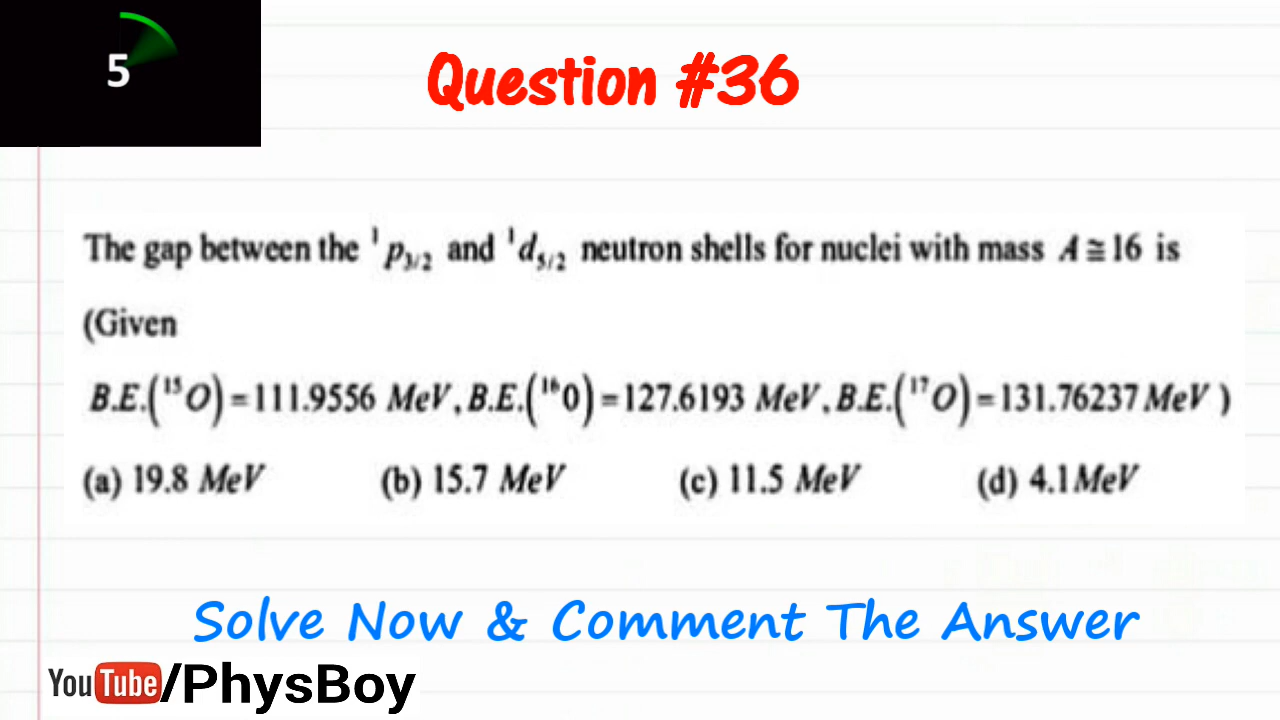 5
Question #36
The gap between the ¹p₃/₂ and ¹d₅/₂ neutron shells for nuclei with mass A ≅ 16 is
(Given
B.E.(¹⁵O) = 111.9556 MeV, B.E.(¹⁶0) = 127.6193 MeV, B.E.(¹⁷O) = 131.76237 MeV )
(a) 19.8 MeV (b) 15.7 MeV (c) 11.5 MeV (d) 4.1 MeV
Solve Now & Comment The Answer
YouTube/PhysBoy